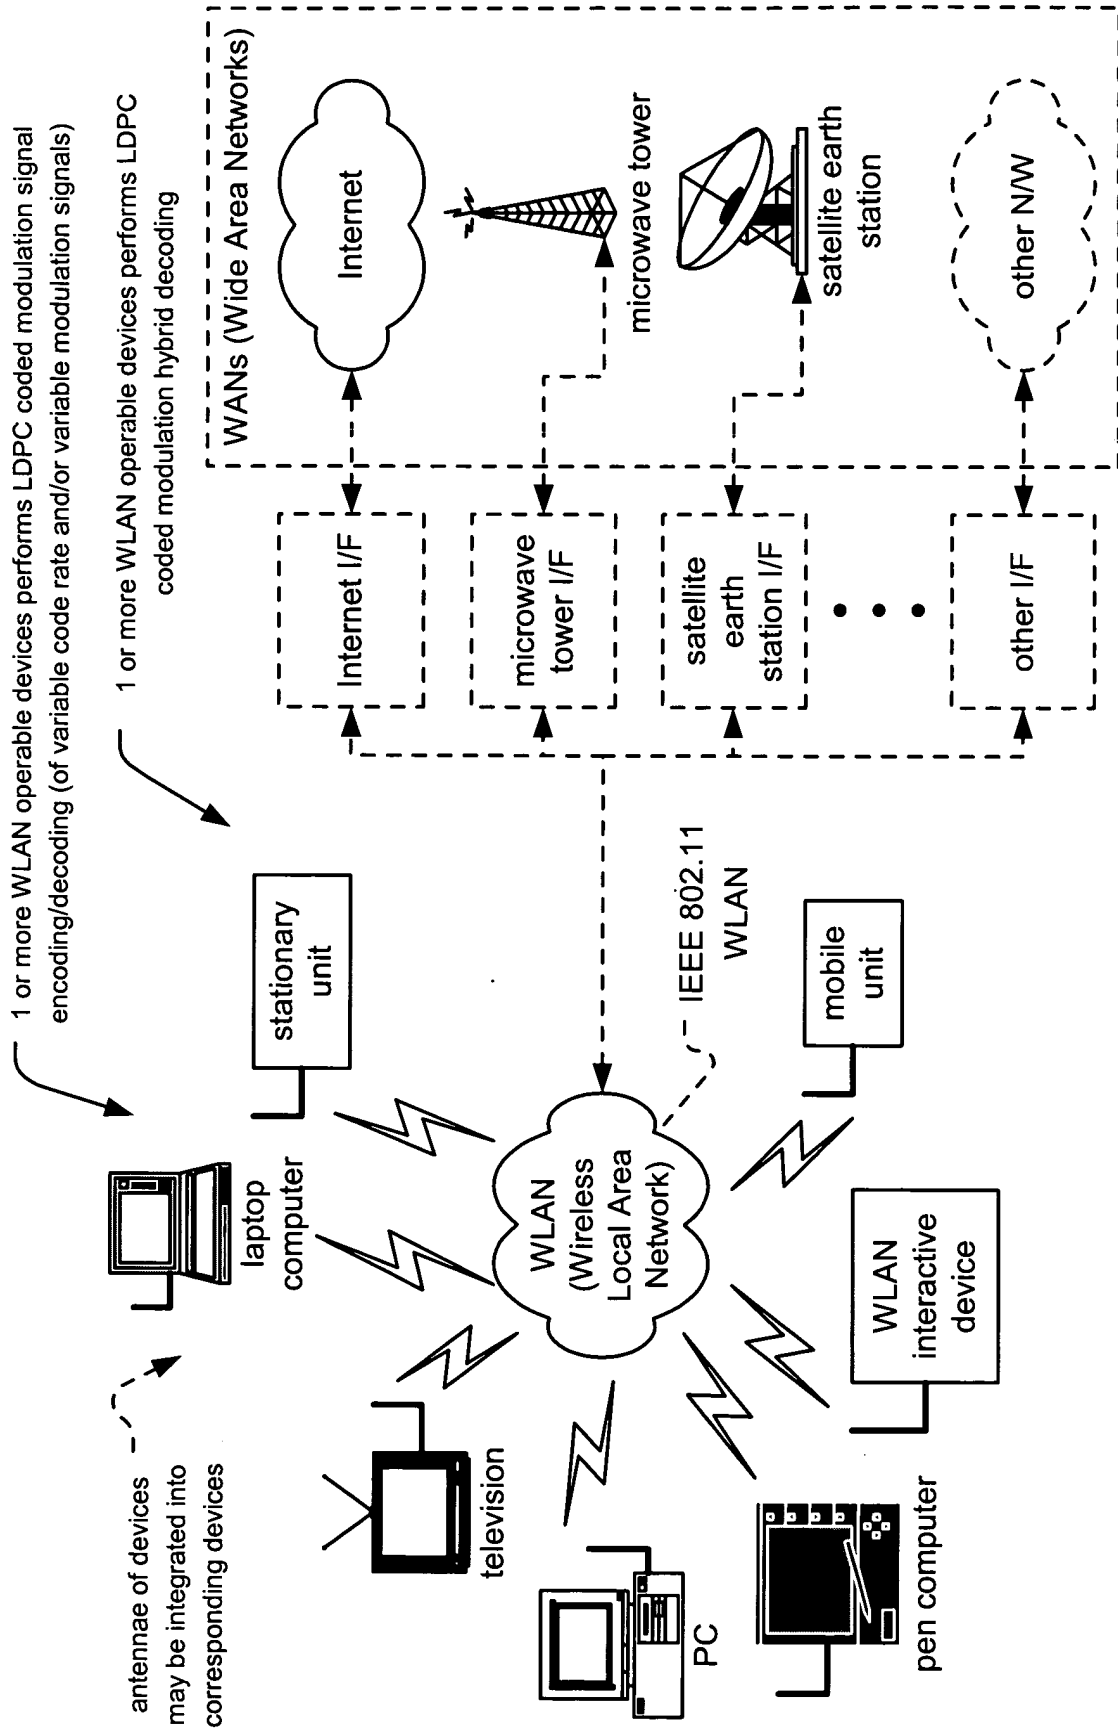 1 or more WLAN operable devices performs LDPC coded modulation signal
encoding/decoding (of variable code rate and/or variable modulation signals)
1 or more WLAN operable devices performs LDPC
coded modulation hybrid decoding
antennae of devices
may be integrated into
corresponding devices
laptop
computer
stationary
unit
television
PC
pen computer
WLAN
interactive
device
mobile
unit
WLAN
(Wireless
Local Area
Network)
IEEE 802.11
WLAN
Internet I/F
microwave
tower I/F
satellite
earth
station I/F
other I/F
WANs (Wide Area Networks)
Internet
microwave tower
satellite earth
station
other N/W